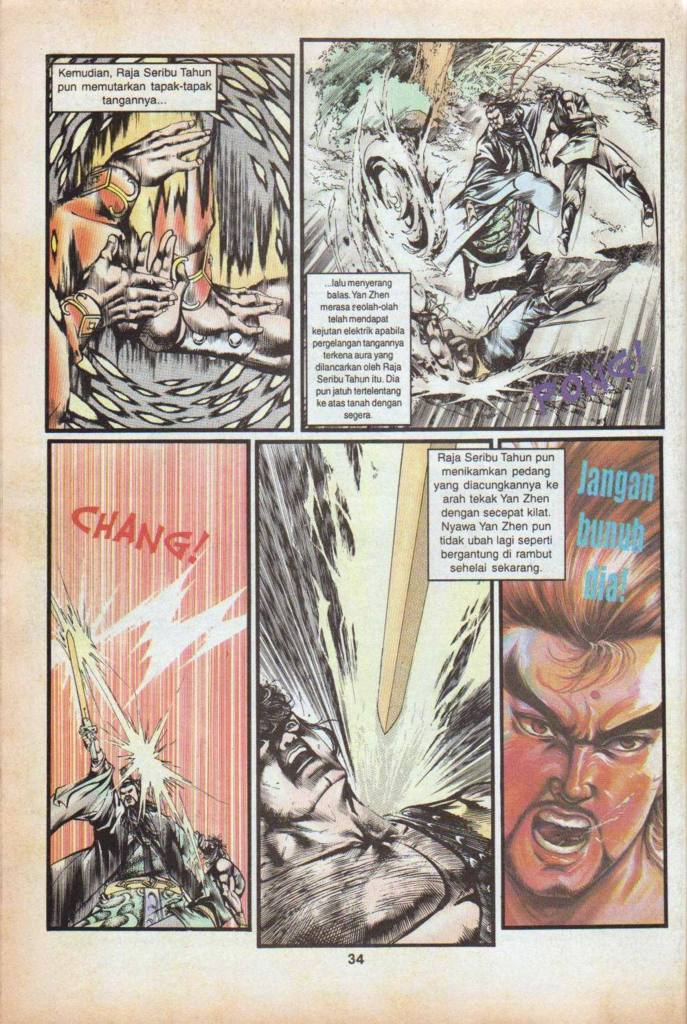 Kemudian, Raja Seribu Tahun
pun memutarkan tapak-tapak
tangannya...
...lalu menyerang
balas. Yan Zhen
merasa seolah-olah
telah mendapat
kejutan elektrik apabila
pergelangan tangannya
terkena aura yang
dilancarkan oleh Raja
Seribu Tahun itu. Dia
pun jatuh tertelentang
ke atas tanah dengan
segera.
PONG!
CHANG!
Raja Seribu Tahun pun
menikamkan pedang
yang diacungkannya ke
arah tekak Yan Zhen
dengan secepat kilat.
Nyawa Yan Zhen pun
tidak ubah lagi seperti
bergantung di rambut
sehelai sekarang.
Jangan
bunuh
dia!
34